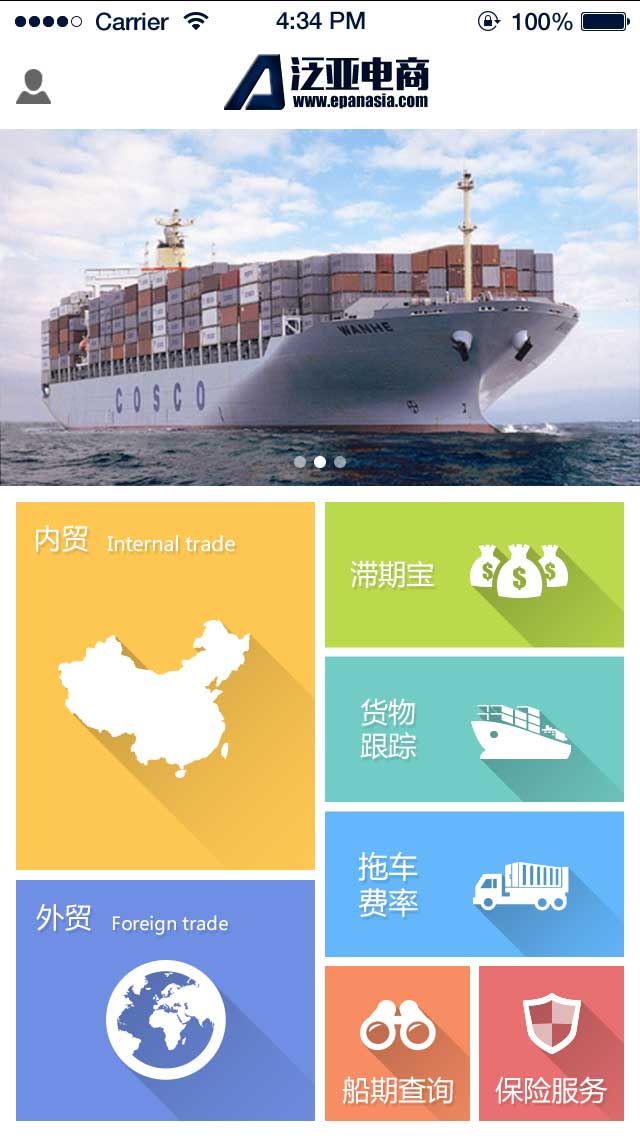 Carrier 4:34 PM 100%
泛亚电商
www.epanasia.com
WANHE
COSCO
内贸 Internal trade
滞期宝
货物
跟踪
拖车
费率
外贸 Foreign trade
船期查询
保险服务